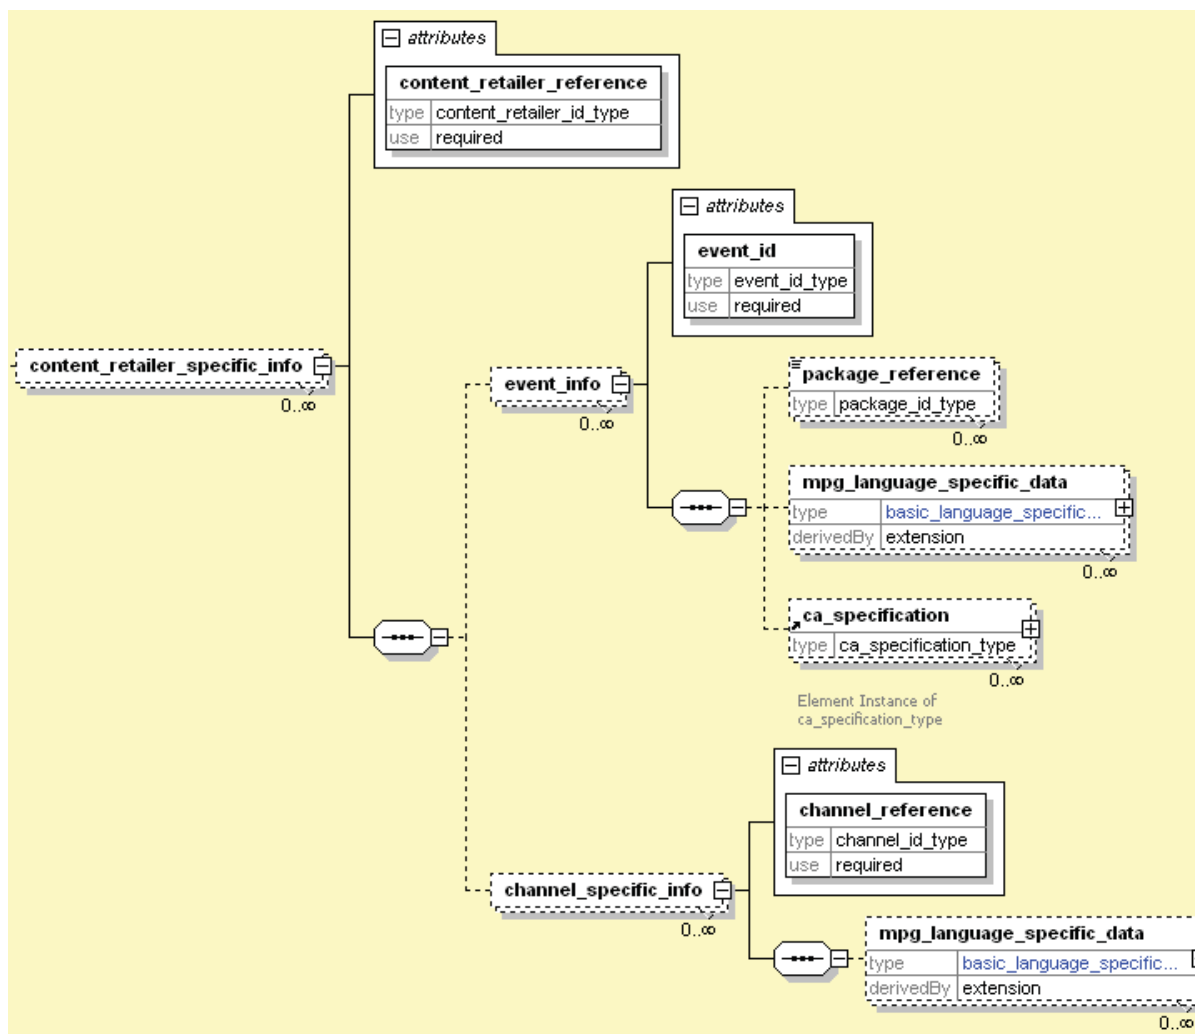 attributes
content_retailer_reference
type content_retailer_id_type
use required
attributes
event_id
type event_id_type
use required
content_retailer_specific_info
0..∞
event_info
0..∞
package_reference
type package_id_type
0..∞
mpg_language_specific_data
type basic_language_specific...
derivedBy extension
0..∞
ca_specification
type ca_specification_type
0..∞
Element Instance of
ca_specification_type
attributes
channel_reference
type channel_id_type
use required
channel_specific_info
0..∞
mpg_language_specific_data
type basic_language_specific...
derivedBy extension
0..∞